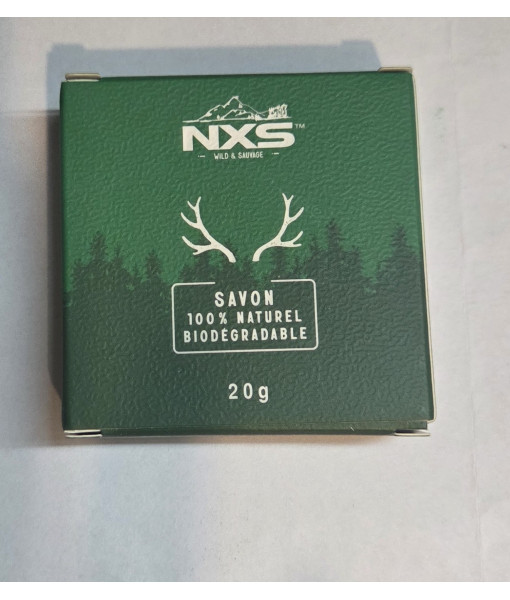 NXS™
WILD & SAUVAGE
SAVON
100% NATUREL
BIODÉGRADABLE
20g